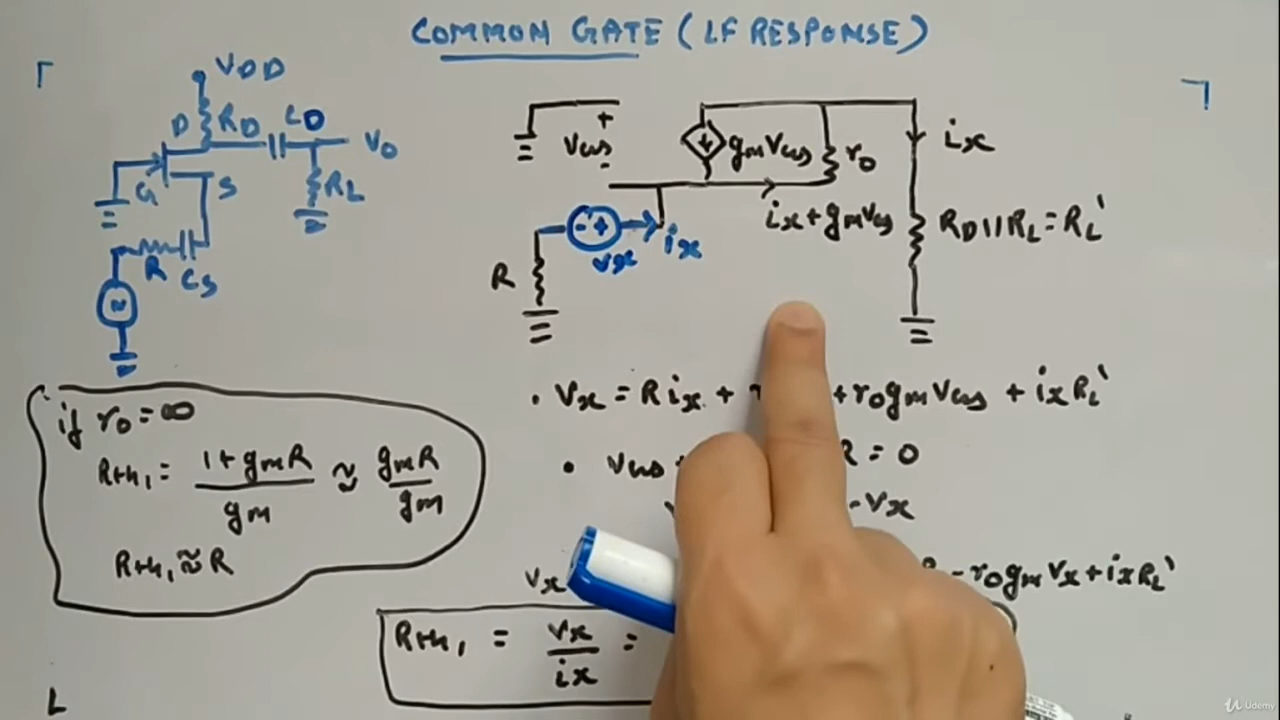 COMMON GATE (LF RESPONSE)
VDD
D RD CD VO
G S RL
R CS
+
VGS
-
gmVGS ro ix
ix+gmVGS RD||RL=RL'
- +
vx ix
R
if ro=∞
Rth1 = 1+gmR / gm ≈ gmR / gm
Rth1 ≈ R
• Vx = Rix + +rogmVGS + ixRL'
• VGS R = 0
-Vx
Vx - rogmVx+ixRL'
Rth1 = Vx / ix =
Udemy